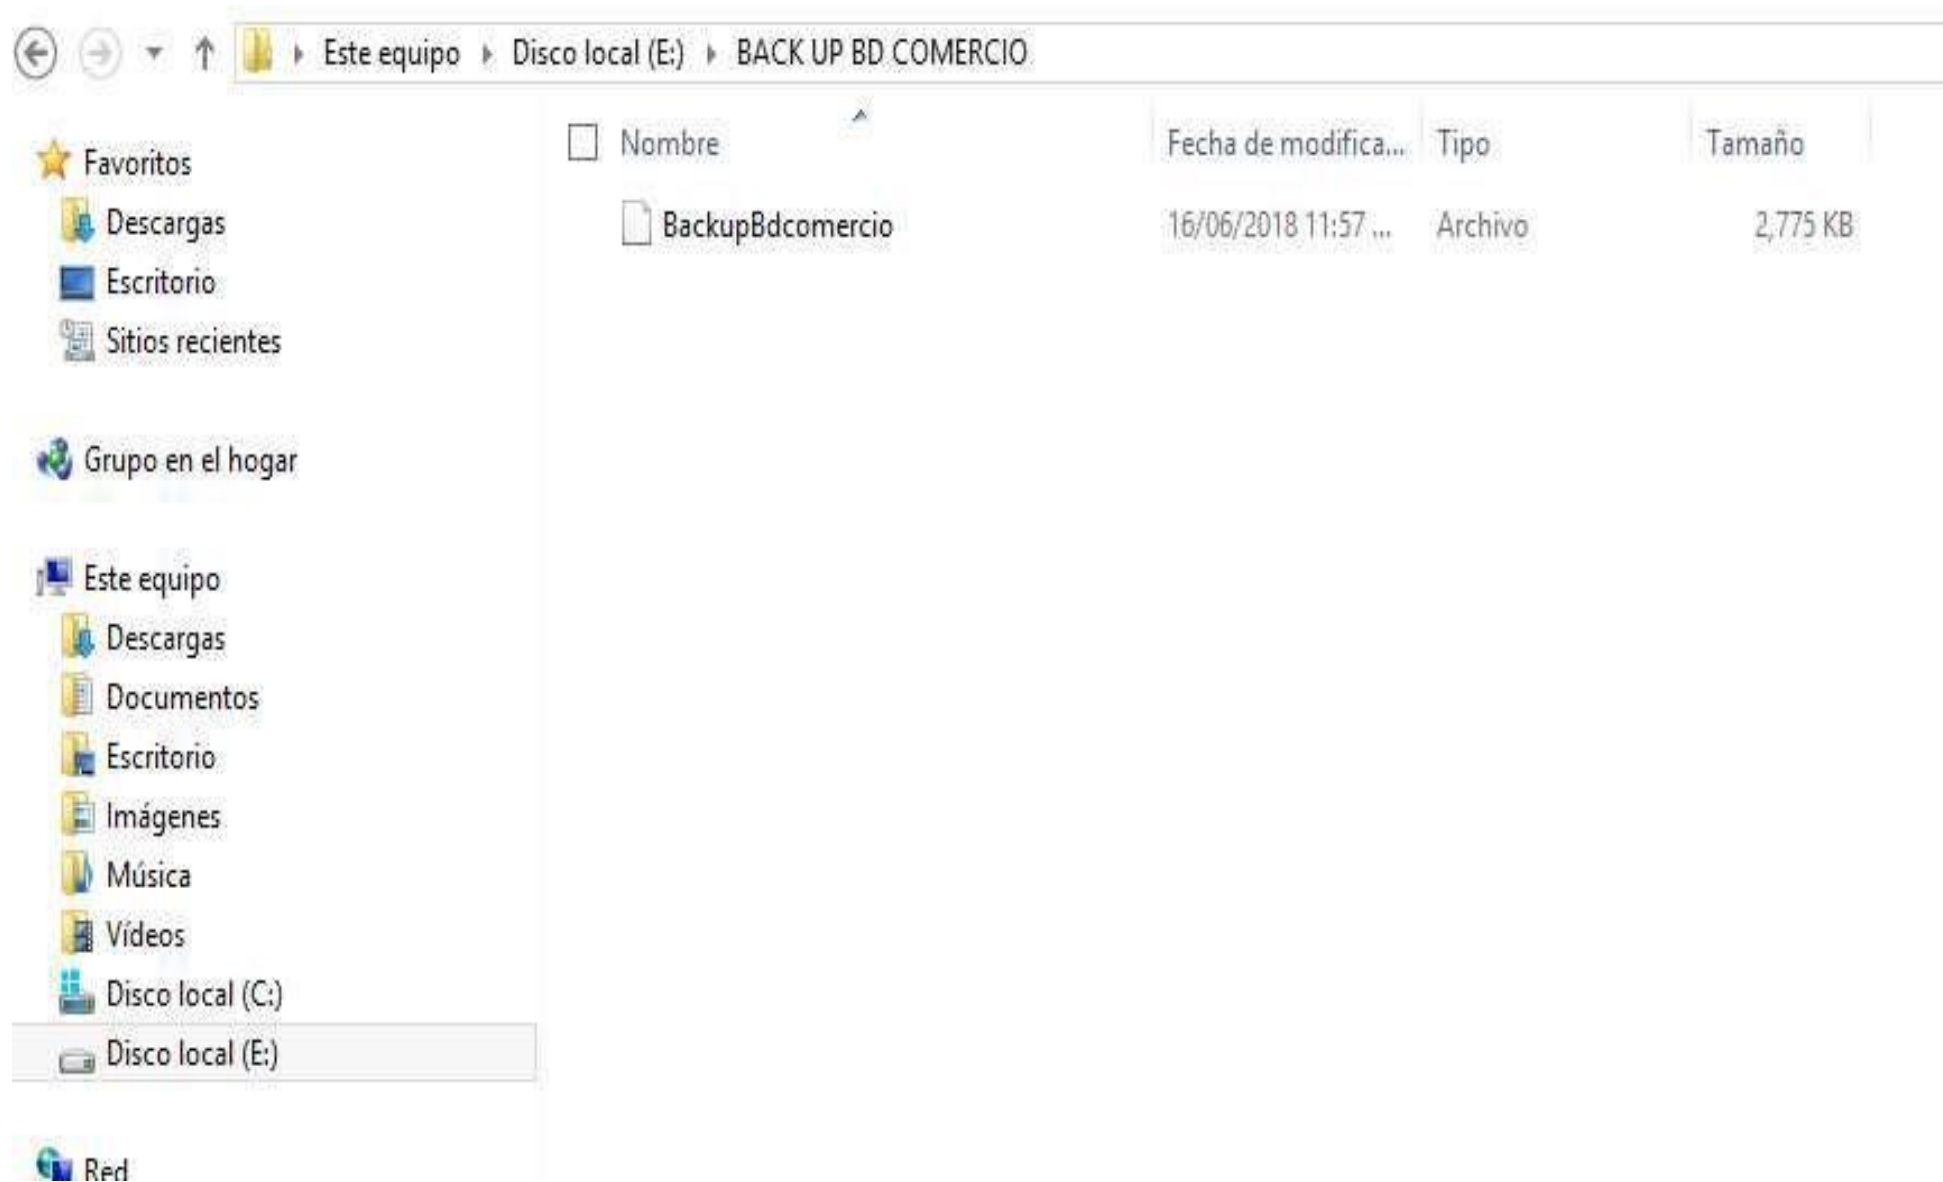 Este equipo Disco local (E:) BACK UP BD COMERCIO
Nombre Fecha de modifica... Tipo Tamaño
BackupBdcomercio 16/06/2018 11:57 ... Archivo 2,775 KB
Favoritos
Descargas
Escritorio
Sitios recientes
Grupo en el hogar
Este equipo
Descargas
Documentos
Escritorio
Imágenes
Música
Vídeos
Disco local (C:)
Disco local (E:)
Red